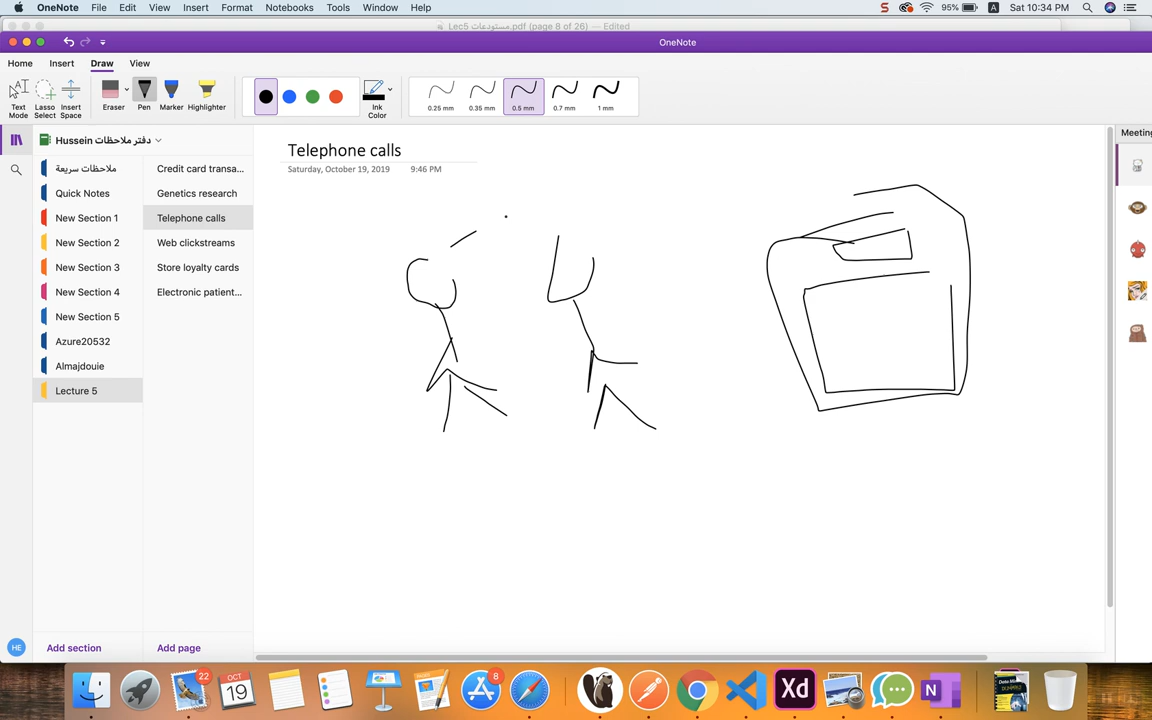 OneNote File Edit View Insert Format Notebooks Tools Window Help 95% A Sat 10:34 PM
Lec5 مستودعات.pdf (page 8 of 26) — Edited
OneNote
Home Insert Draw View
Text Mode
Lasso Select
Insert Space
Eraser
Pen
Marker
Highlighter
Ink Color
0.25 mm
0.35 mm
0.5 mm
0.7 mm
1 mm
دفتر ملاحظات Hussein
ملاحظات سريعة
Quick Notes
New Section 1
New Section 2
New Section 3
New Section 4
New Section 5
Azure20532
Almajdouie
Lecture 5
Add section
Credit card transa...
Genetics research
Telephone calls
Web clickstreams
Store loyalty cards
Electronic patient...
Add page
Telephone calls
Saturday, October 19, 2019 9:46 PM
Meeting
HE
22
OCT
19
8
Xd
N